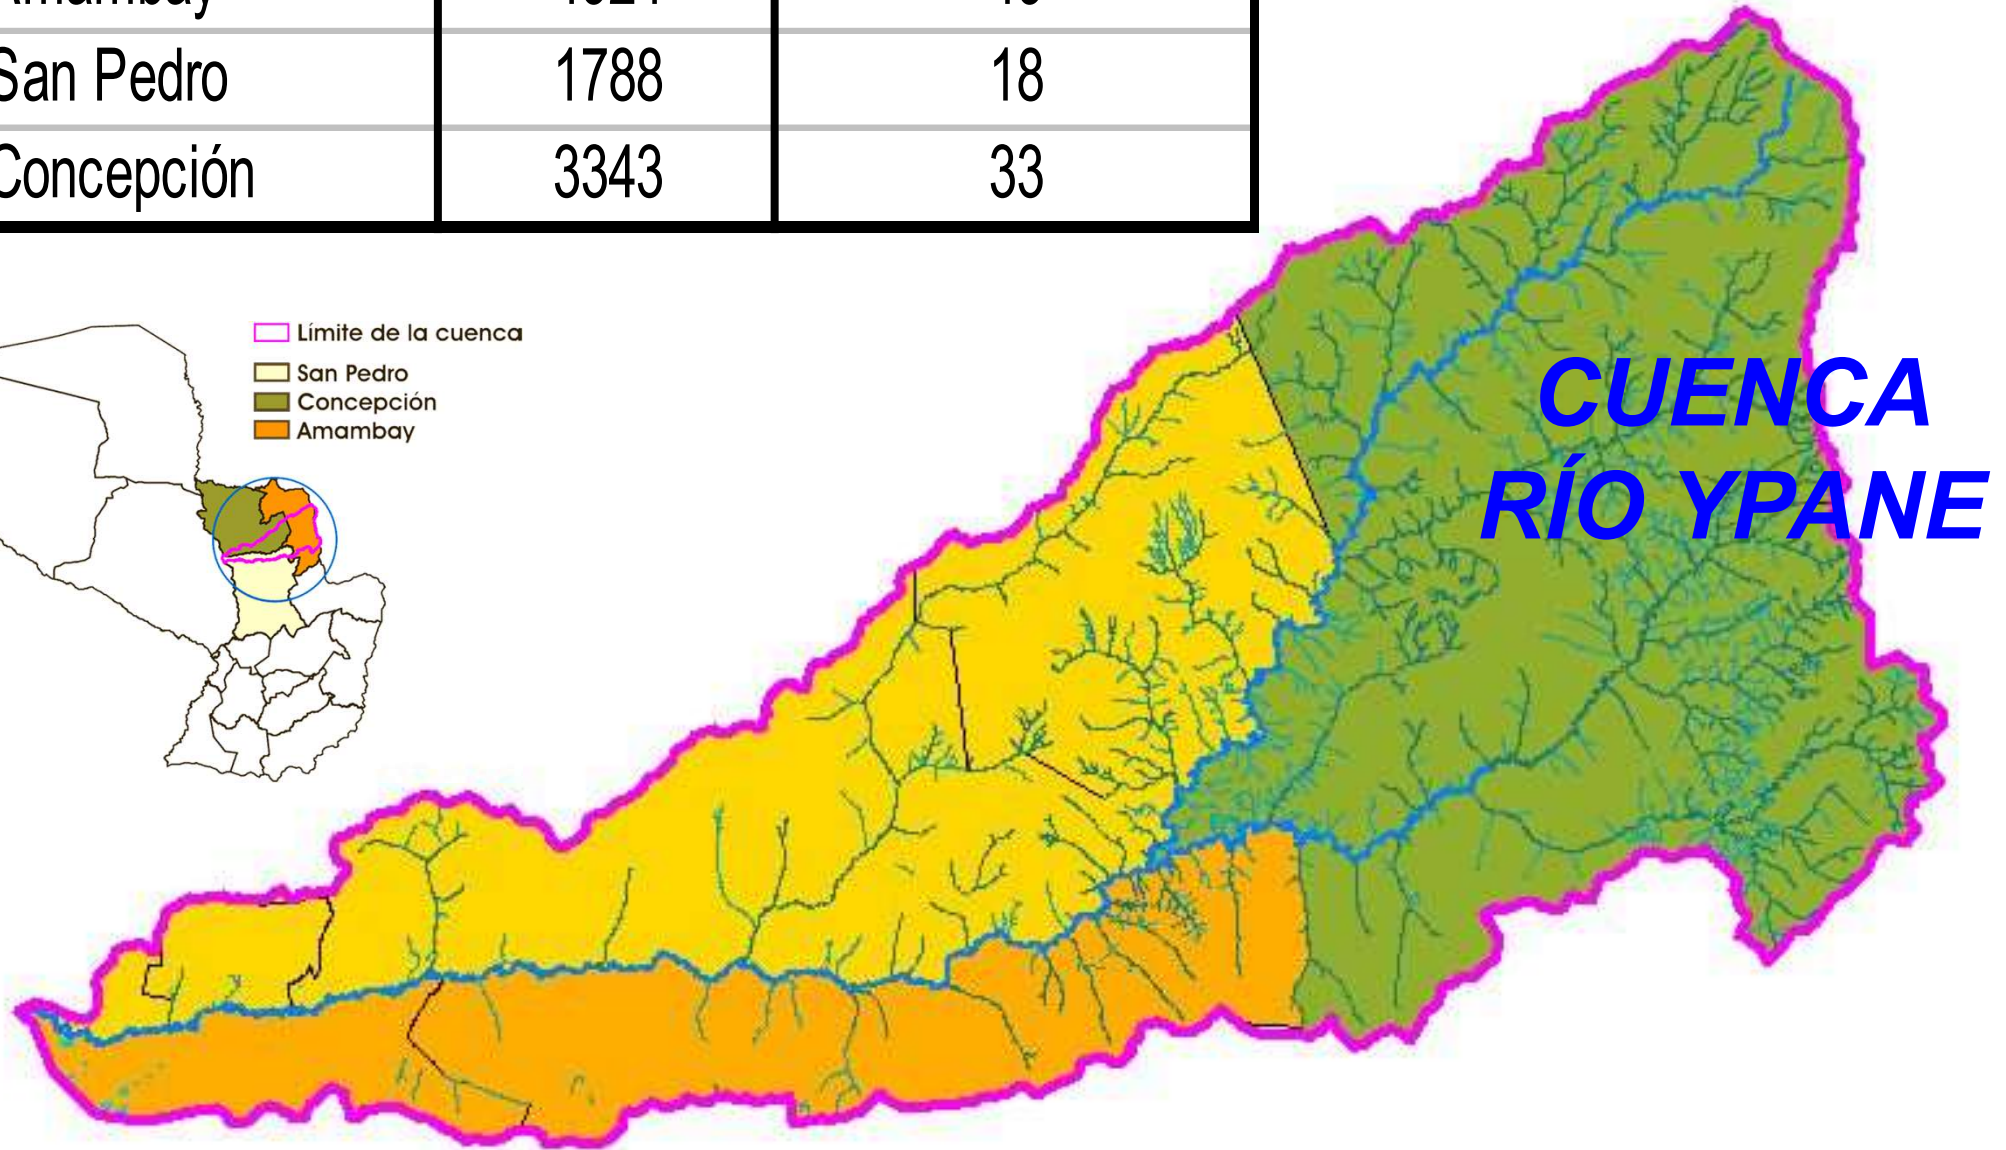 San Pedro 1788 18
Concepción 3343 33
Límite de la cuenca
San Pedro
Concepción
Amambay
CUENCA
RÍO YPANE